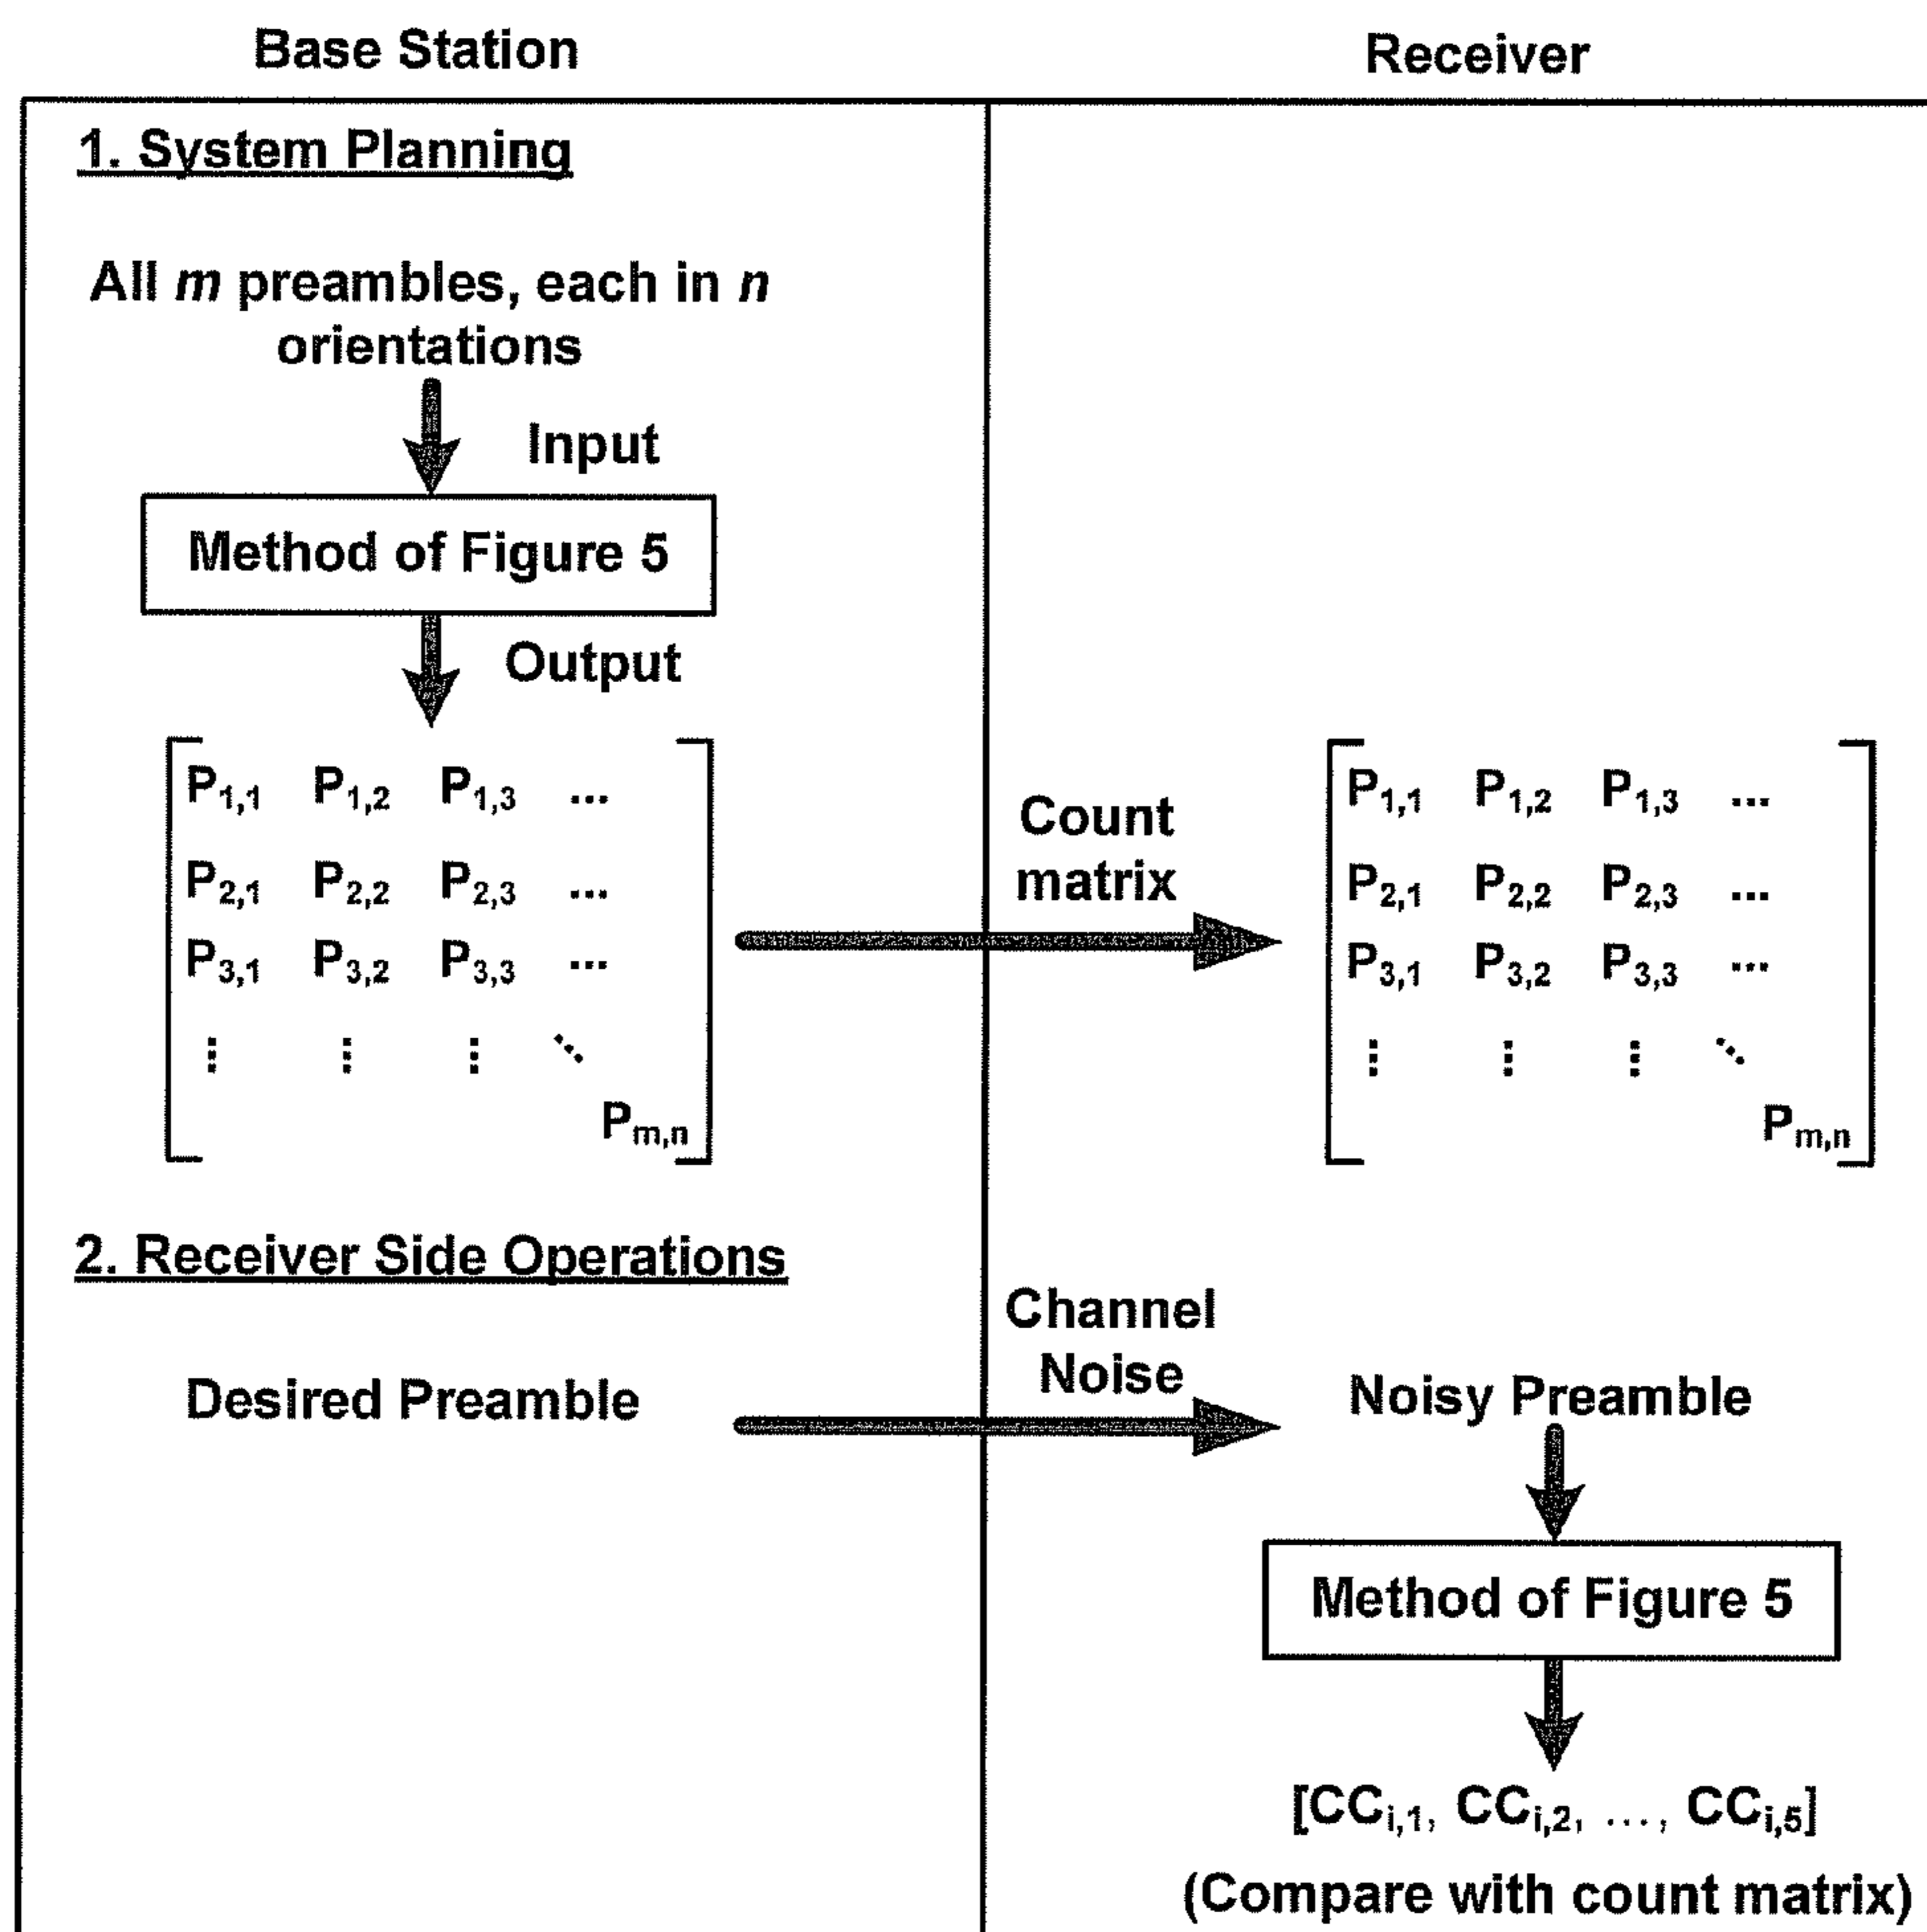 Base Station
Receiver
1. System Planning
All m preambles, each in n
orientations
Input
Method of Figure 5
Output
P1,1 P1,2 P1,3 ...
P2,1 P2,2 P2,3 ...
P3,1 P3,2 P3,3 ...
⋮ ⋮ ⋮ ⋱
Pm,n
Count
matrix
P1,1 P1,2 P1,3 ...
P2,1 P2,2 P2,3 ...
P3,1 P3,2 P3,3 ...
⋮ ⋮ ⋮ ⋱
Pm,n
2. Receiver Side Operations
Desired Preamble
Channel
Noise
Noisy Preamble
Method of Figure 5
[CCi,1, CCi,2, ..., CCi,5]
(Compare with count matrix)